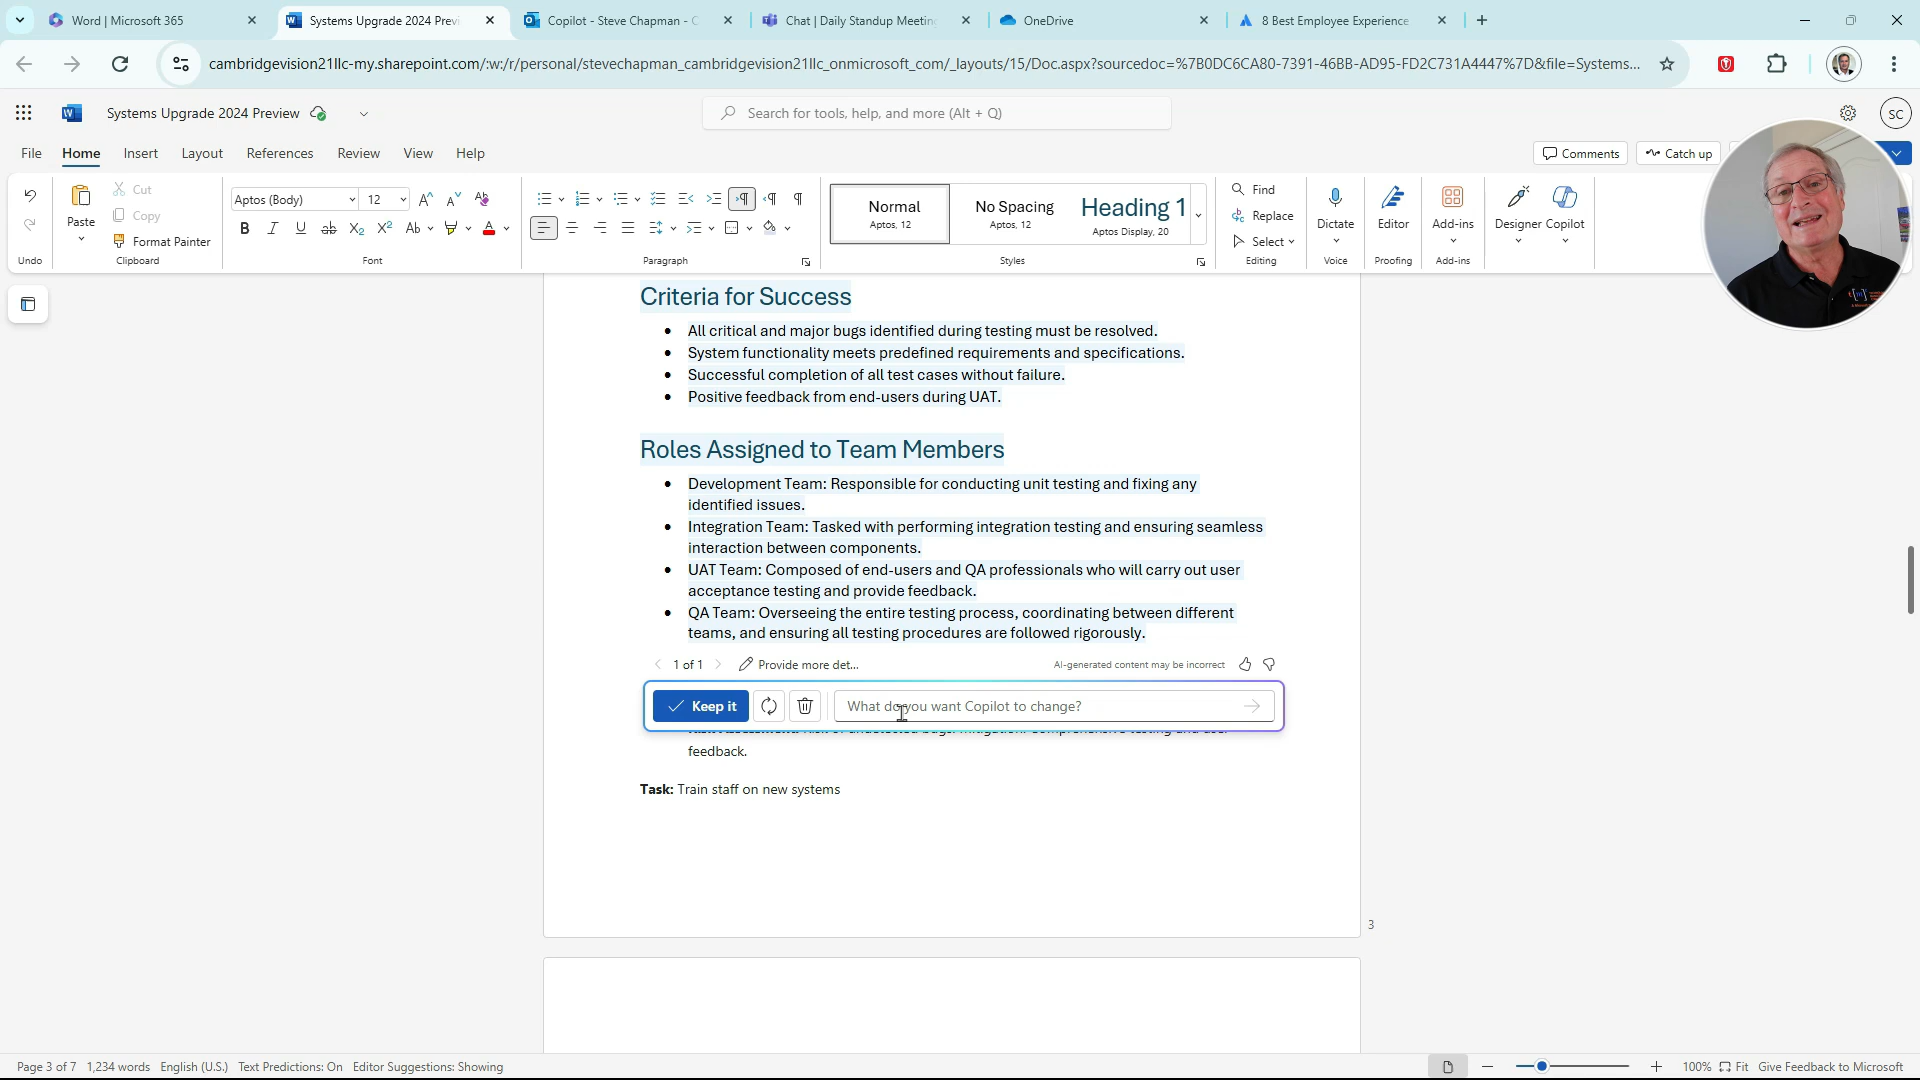 Word | Microsoft 365
Systems Upgrade 2024 Previ
Copilot - Steve Chapman - C
Chat | Daily Standup Meetin
OneDrive
8 Best Employee Experience
cambridgevision21llc-my.sharepoint.com/:w:/r/personal/stevechapman_cambridgevision21llc_onmicrosoft_com/_layouts/15/Doc.aspx?sourcedoc=%7B0DC6CA80-7391-46BB-AD95-FD2C731A4447%7D&file=Systems...
Systems Upgrade 2024 Preview
Search for tools, help, and more (Alt + Q)
SC
File Home Insert Layout References Review View Help
Comments
Catch up
Undo
Paste
Cut
Copy
Format Painter
Clipboard
Aptos (Body) 12
Font
Paragraph
Normal
Aptos, 12
No Spacing
Aptos, 12
Heading 1
Aptos Display, 20
Styles
Find
Replace
Select
Editing
Dictate
Voice
Editor
Proofing
Add-ins
Add-ins
Designer
Copilot
Criteria for Success
• All critical and major bugs identified during testing must be resolved.
• System functionality meets predefined requirements and specifications.
• Successful completion of all test cases without failure.
• Positive feedback from end-users during UAT.
Roles Assigned to Team Members
• Development Team: Responsible for conducting unit testing and fixing any
identified issues.
• Integration Team: Tasked with performing integration testing and ensuring seamless
interaction between components.
• UAT Team: Composed of end-users and QA professionals who will carry out user
acceptance testing and provide feedback.
• QA Team: Overseeing the entire testing process, coordinating between different
teams, and ensuring all testing procedures are followed rigorously.
1 of 1
Provide more det...
AI-generated content may be incorrect
Keep it
What do you want Copilot to change?
feedback.
Task: Train staff on new systems
3
Page 3 of 7 1,234 words English (U.S.) Text Predictions: On Editor Suggestions: Showing
100% Fit Give Feedback to Microsoft